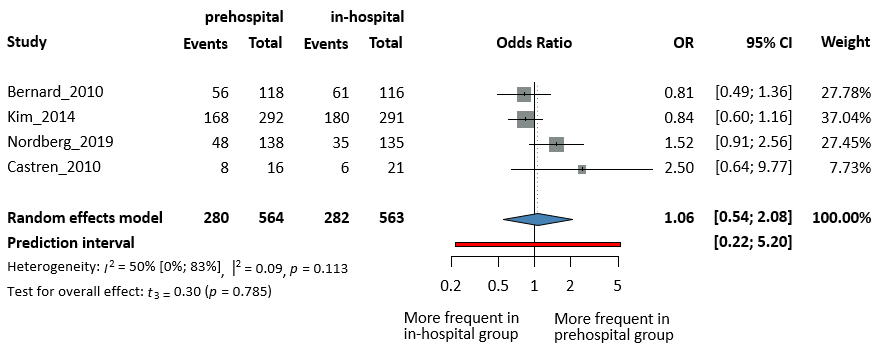 prehospital in-hospital
Study Events Total Events Total Odds Ratio OR 95% CI Weight
Bernard_2010 56 118 61 116 0.81 [0.49; 1.36] 27.78%
Kim_2014 168 292 180 291 0.84 [0.60; 1.16] 37.04%
Nordberg_2019 48 138 35 135 1.52 [0.91; 2.56] 27.45%
Castren_2010 8 16 6 21 2.50 [0.64; 9.77] 7.73%
Random effects model 280 564 282 563 1.06 [0.54; 2.08] 100.00%
Prediction interval [0.22; 5.20]
Heterogeneity: I² = 50% [0%; 83%], |² = 0.09, p = 0.113
Test for overall effect: t₃ = 0.30 (p = 0.785)
0.2 0.5 1 2 5
More frequent in in-hospital group
More frequent in prehospital group